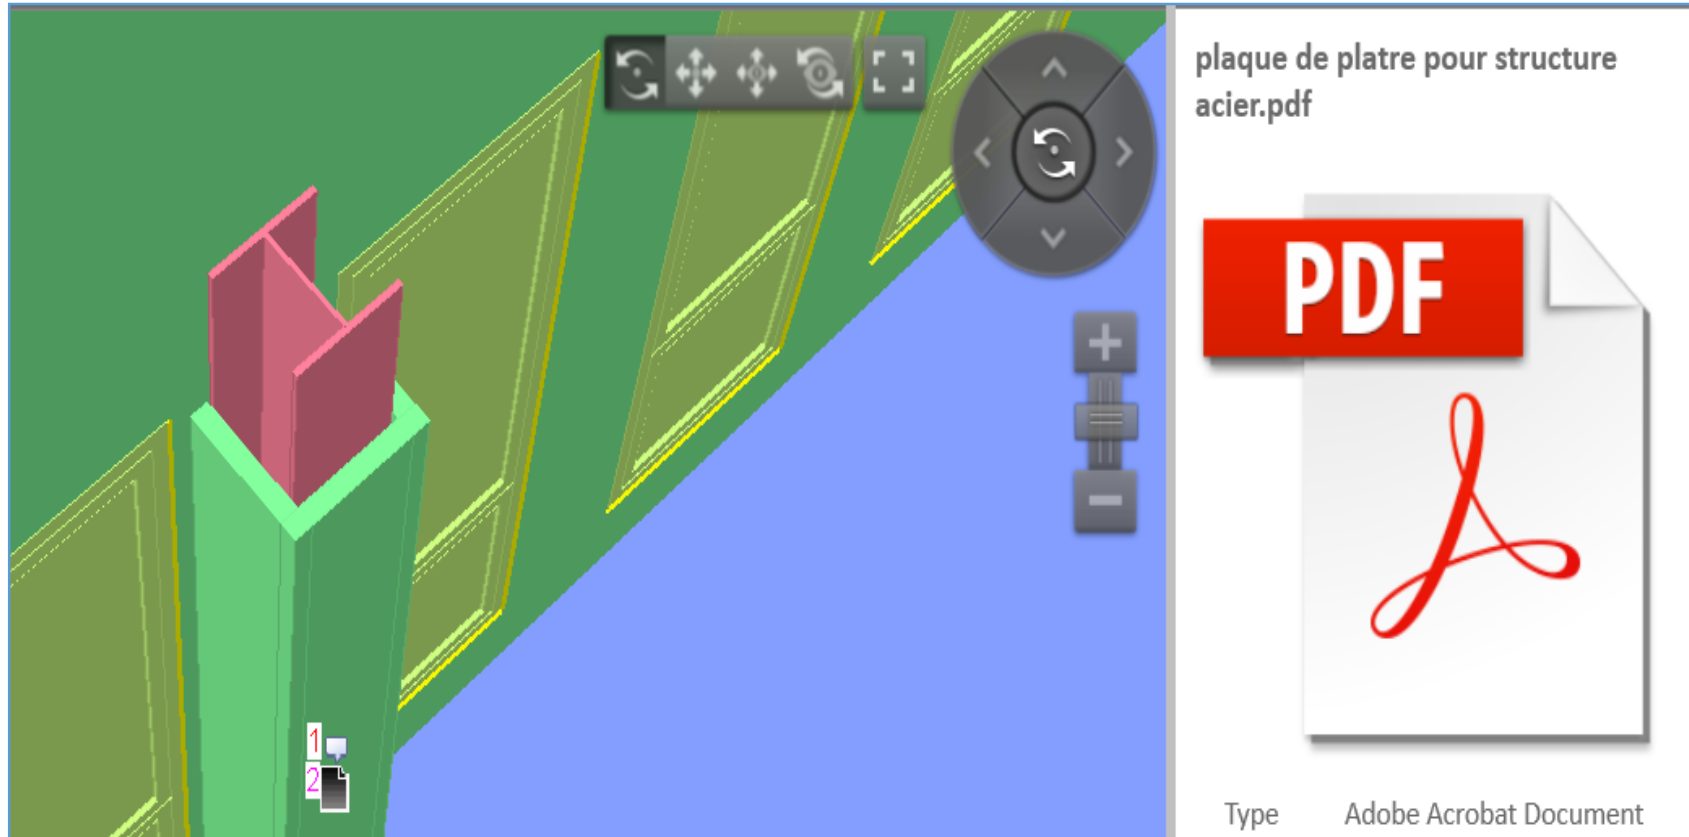 plaque de platre pour structure
acier.pdf
PDF
1
2
Type Adobe Acrobat Document